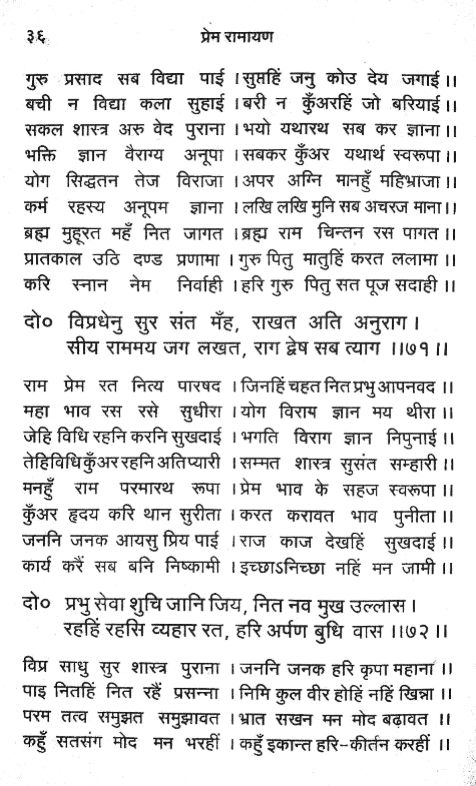 ३६
प्रेम रामायण
गुरु प्रसाद सब विद्या पाई । सुप्तहिं जनु कोउ देय जगाई ।।
बची न विद्या कला सुहाई । बरी न कुँअरहिं जो बरियाई ।।
सकल शास्त्र अरु वेद पुराना । भयो यथारथ सब कर ज्ञाना ।।
भक्ति ज्ञान वैराग्य अनूपा । सबकर कुँअर यथार्थ स्वरूपा ।।
योग सिद्धतन तेज विराजा । अपर अग्नि मानहुँ महिभ्राजा ।।
कर्म रहस्य अनूपम ज्ञाना । लखि लखि मुनि सब अचरज माना ।।
ब्रह्म मुहूरत महँ नित जागत । ब्रह्म राम चिन्तन रस पागत ।।
प्रातकाल उठि दण्ड प्रणामा । गुरु पितु मातुहिं करत ललामा ।।
करि स्नान नेम निर्वाही । हरि गुरु पितु सत पूज सदाही ।।
दो० विप्रधेनु सुर संत मँह, राखत अति अनुराग ।
सीय राममय जग लखत, राग द्वेष सब त्याग ।।७१।।
राम प्रेम रत नित्य पारषद । जिनहिं चहत नित प्रभु आपनवद ।।
महा भाव रस रसे सुधीरा । योग विराग ज्ञान मय थीरा ।।
जेहि विधि रहनि करनि सुखदाई । भगति विराग ज्ञान निपुनाई ।।
तेहिविधि कुँअर रहनि अतिप्यारी । सम्मत शास्त्र सुसंत सम्हारी ।।
मनहुँ राम परमारथ रूपा । प्रेम भाव के सहज स्वरूपा ।।
कुँअर हृदय करि थान सुरीता । करत करावत भाव पुनीता ।।
जननि जनक आयसु प्रिय पाई । राज काज देखहिं सुखदाई ।।
कार्य करैं सब बनि निष्कामी । इच्छाऽनिच्छा नहिं मन जामी ।।
दो० प्रभु सेवा शुचि जानि जिय, नित नव मुख उल्लास ।
रहहिं रहसि व्यहार रत, हरि अर्पण बुधि वास ।।७२।।
विप्र साधु सुर शास्त्र पुराना । जननि जनक हरि कृपा महाना ।।
पाइ नितहिं नित रहैं प्रसन्ना । निमि कुल वीर होहिं नहिं खिन्ना ।।
परम तत्व समुझत समुझावत । भ्रात सखन मन मोद बढ़ावत ।।
कहुँ सतसंग मोद मन भरहीं । कहुँ इकान्त हरि-कीर्तन करहीं ।।